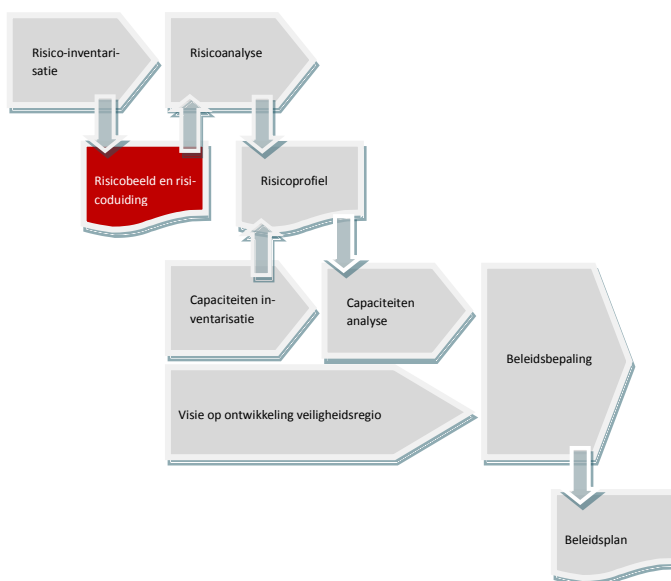 Risico-inventari-
satie
Risicoanalyse
Risicobeeld en risi-
coduiding
Risicoprofiel
Capaciteiten in-
ventarisatie
Capaciteiten
analyse
Beleidsbepaling
Visie op ontwikkeling veiligheidsregio
Beleidsplan